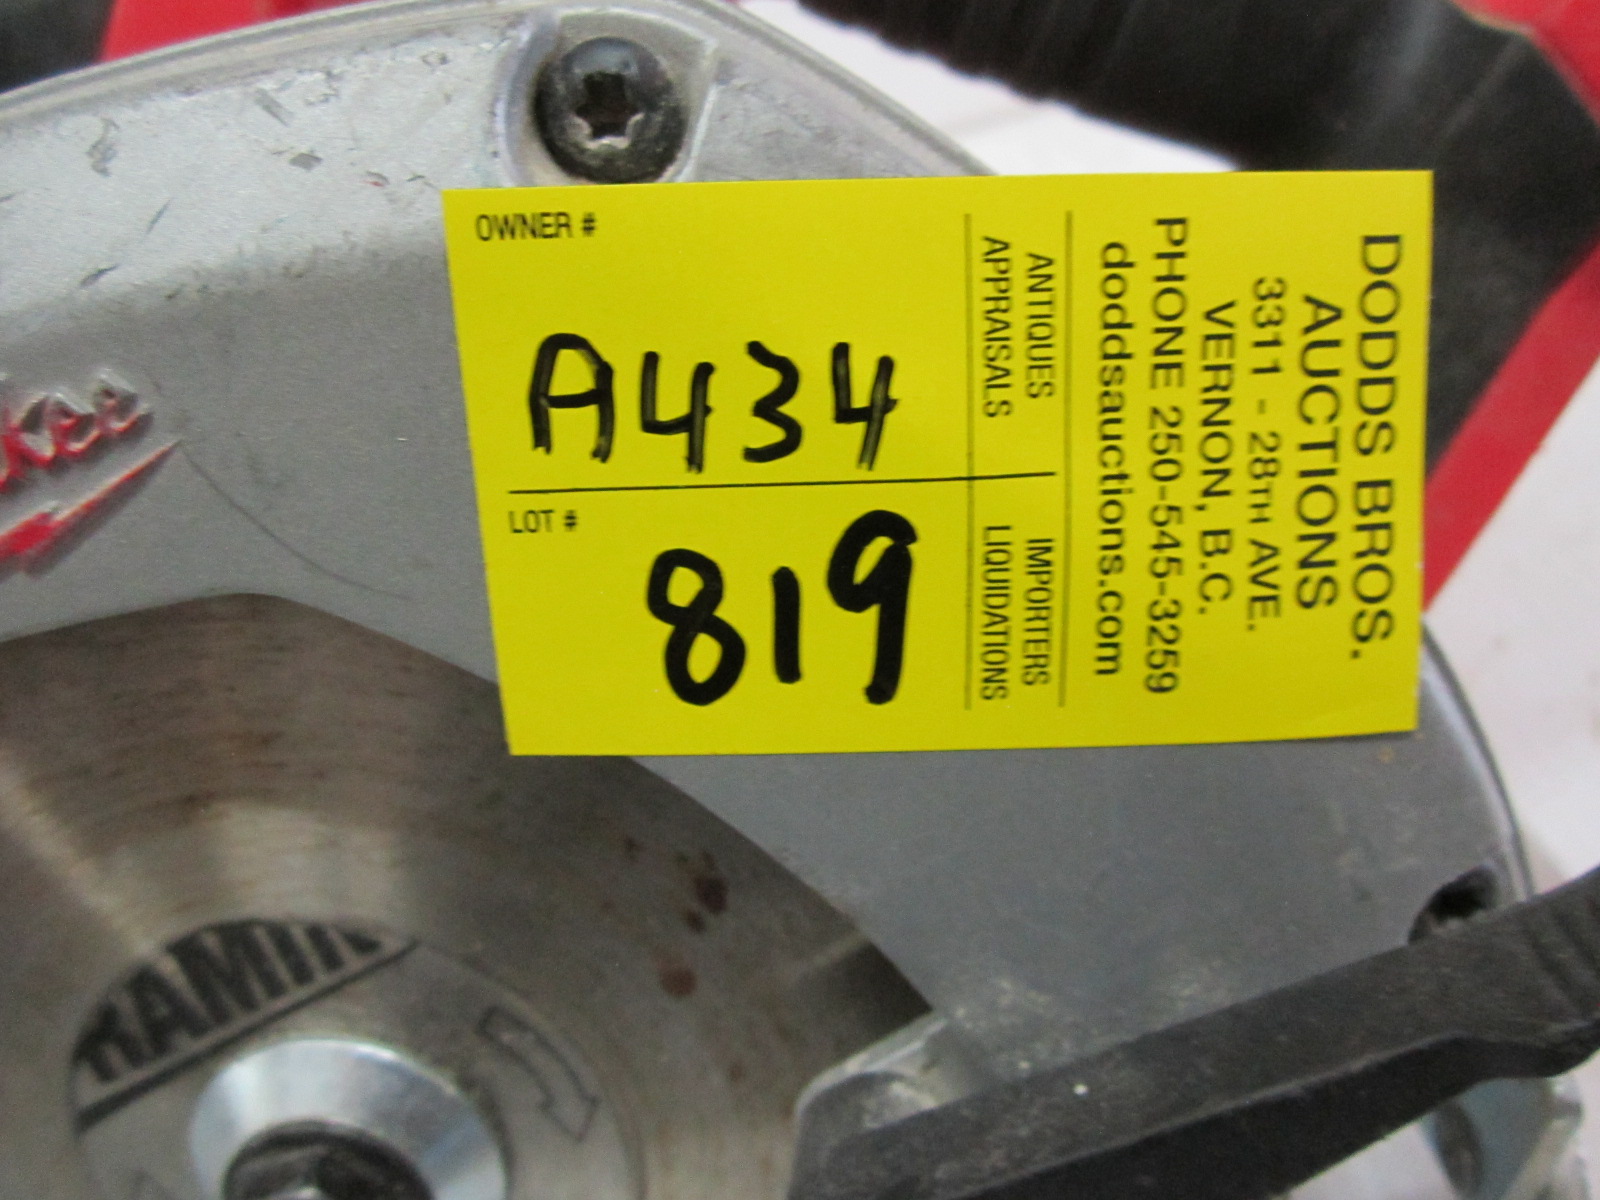 OWNER #
A434
LOT #
819
ANTIQUES
APPRAISALS
IMPORTERS
LIQUIDATIONS
DODDS BROS.
AUCTIONS
3311 - 28TH AVE.
VERNON, B.C.
PHONE 250-545-3259
doddsauctions.com